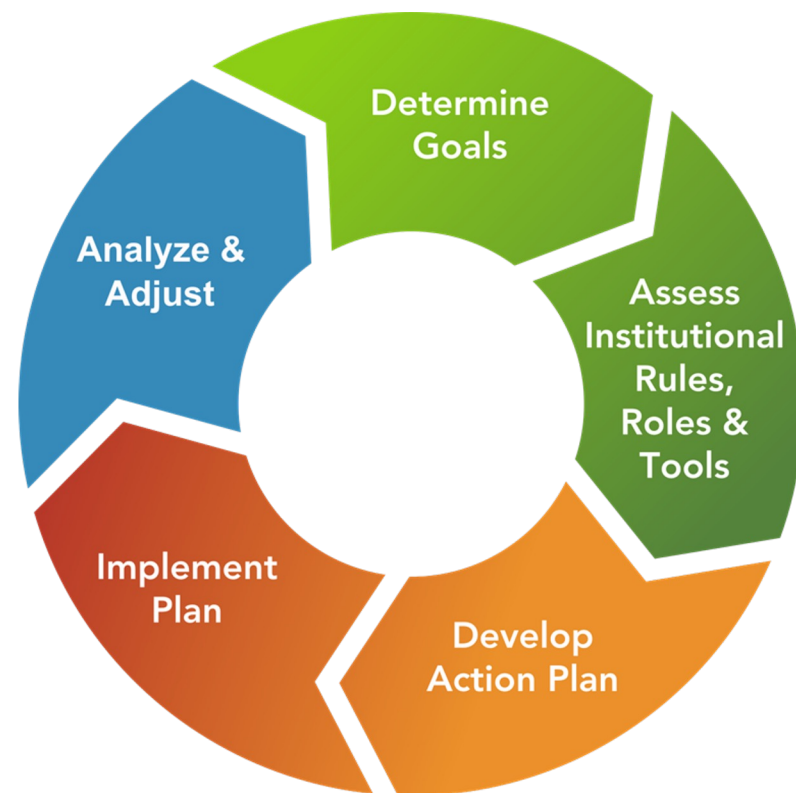 Determine
Goals
Assess
Institutional
Rules,
Roles &
Tools
Develop
Action Plan
Implement
Plan
Analyze &
Adjust